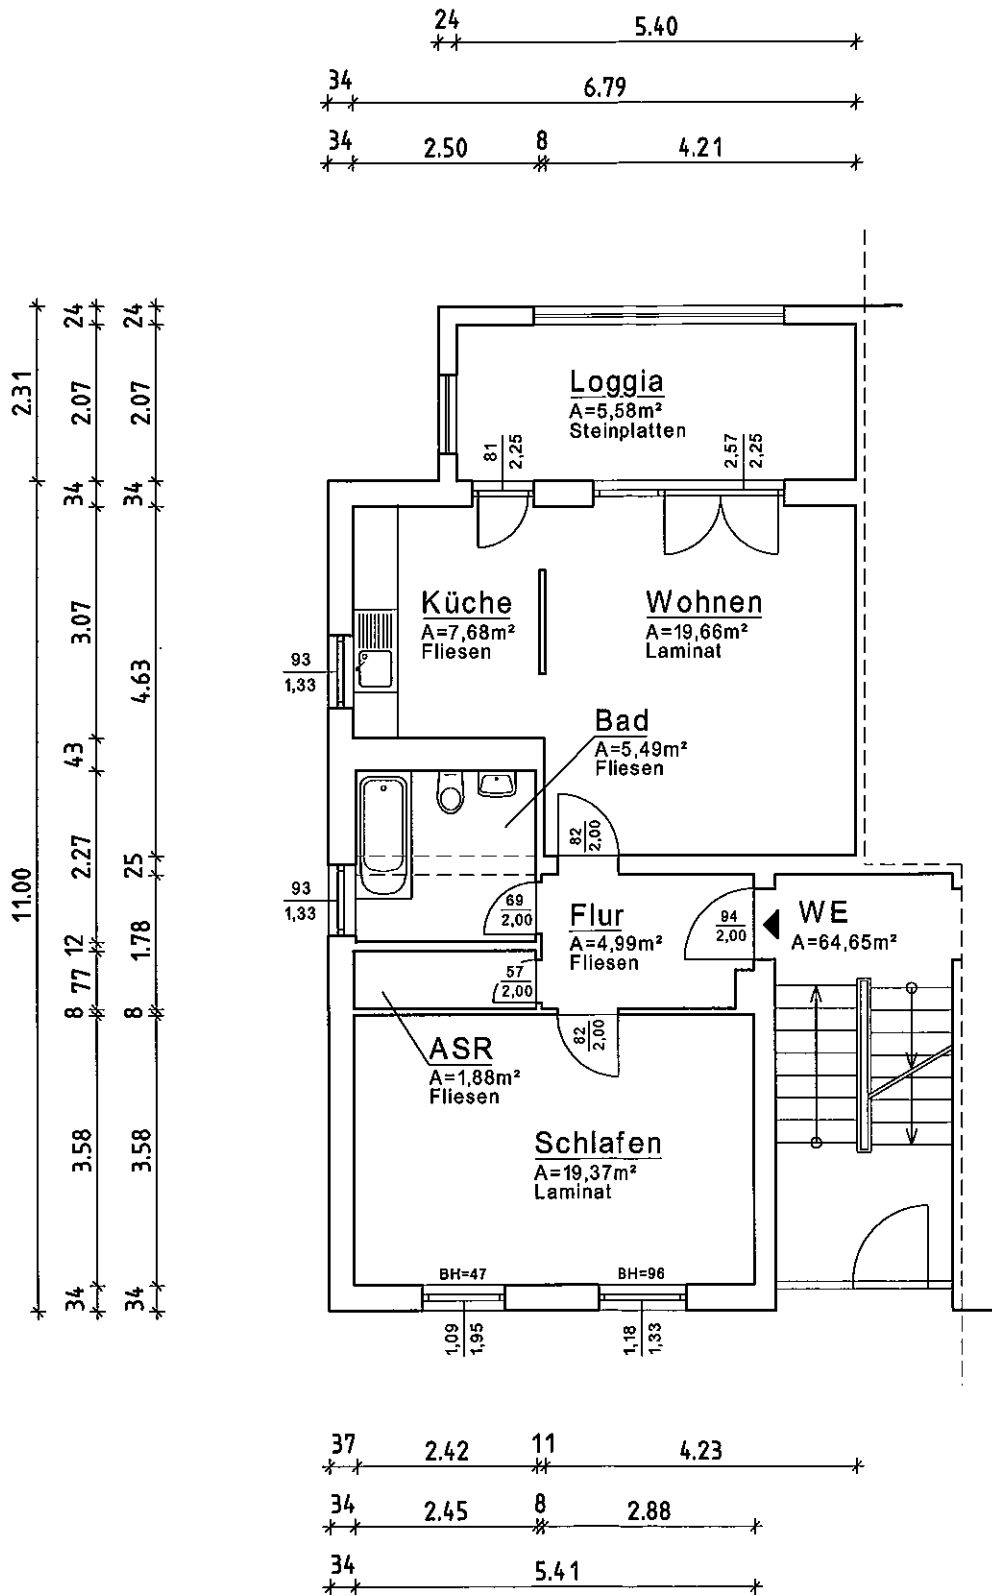 24 5.40
34 6.79
34 2.50 8 4.21
24 24
2.31 2.07 2.07
34 34
3.07
4.63
43
11.00 2.27 25
12 1.78
77
8 8
3.58 3.58
34 34
Loggia
A=5,58m²
Steinplatten
81
2,25
2,57
2,25
Küche
A=7,68m²
Fliesen
Wohnen
A=19,66m²
Laminat
93
1,33
Bad
A=5,49m²
Fliesen
82
2,00
93
1,33
69
2,00
Flur
A=4,99m²
Fliesen
94
2,00
WE
A=64,65m²
57
2,00
82
2,00
ASR
A=1,88m²
Fliesen
Schlafen
A=19,37m²
Laminat
BH=47 BH=96
1,09
1,95
1,18
1,33
37 2.42 11 4.23
34 2.45 8 2.88
34 5.41